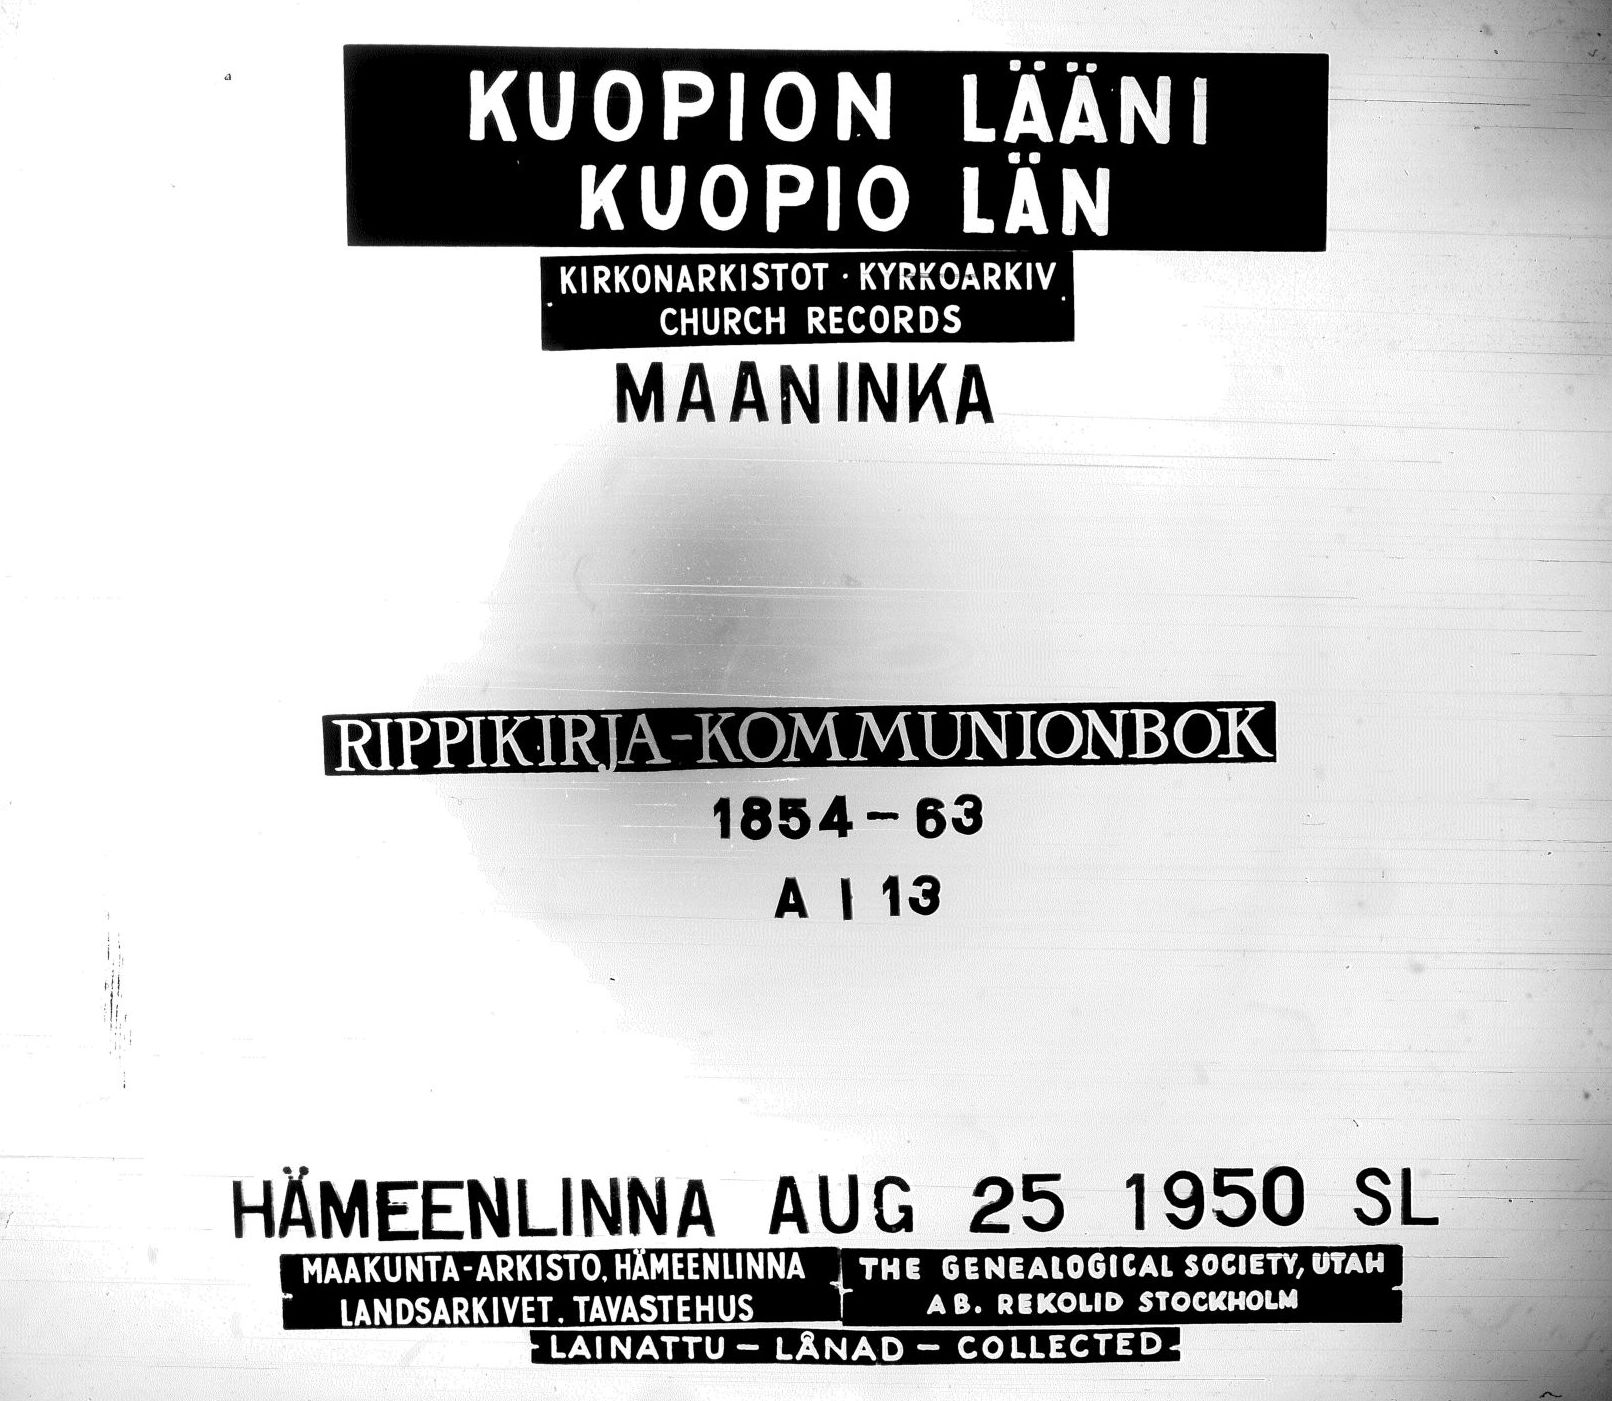 KUOPION LÄÄNI
KUOPIO LÄN
KIRKONARKISTOT · KYRKOARKIV
CHURCH RECORDS
MAANINKA
RIPPIKIRJA-KOMMUNIONBOK
1854-63
A I 13
HÄMEENLINNA AUG 25 1950 SL
MAAKUNTA-ARKISTO, HÄMEENLINNA
LANDSARKIVET. TAVASTEHUS
THE GENEALOGICAL SOCIETY, UTAH
AB. REKOLID STOCKHOLM
LAINATTU - LÅNAD - COLLECTED